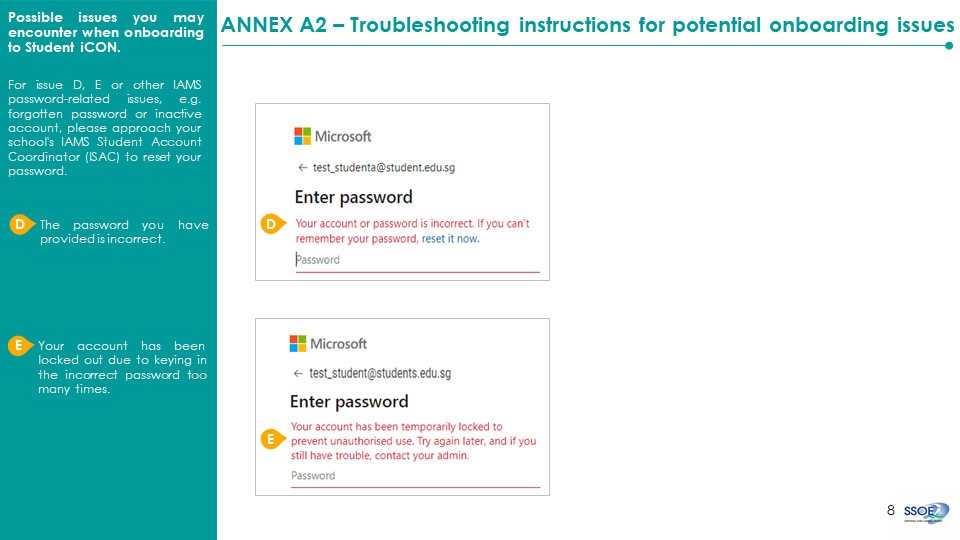 Possible issues you may
encounter when onboarding
to Student iCON.
For issue D, E or other IAMS
password-related issues, e.g.
forgotten password or inactive
account, please approach your
school's IAMS Student Account
Coordinator (ISAC) to reset your
password.
D
The password you have
provided is incorrect.
E
Your account has been
locked out due to keying in
the incorrect password too
many times.
ANNEX A2 – Troubleshooting instructions for potential onboarding issues
Microsoft
← test_studenta@student.edu.sg
Enter password
D
Your account or password is incorrect. If you can't
remember your password, reset it now.
Password
Microsoft
← test_student@students.edu.sg
Enter password
E
Your account has been temporarily locked to
prevent unauthorised use. Try again later, and if you
still have trouble, contact your admin.
Password
8
SSOE2